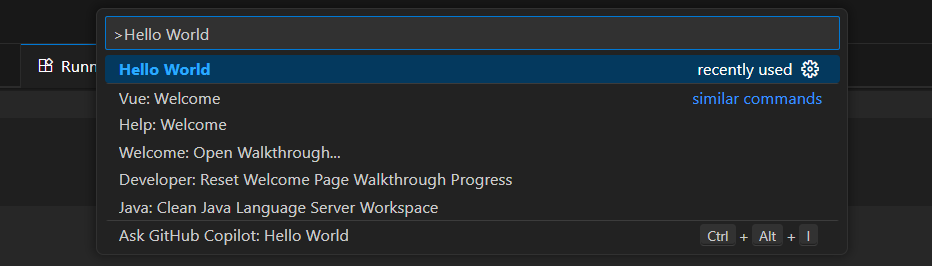 >Hello World
Runn
Hello World recently used
Vue: Welcome similar commands
Help: Welcome
Welcome: Open Walkthrough...
Developer: Reset Welcome Page Walkthrough Progress
Java: Clean Java Language Server Workspace
Ask GitHub Copilot: Hello World Ctrl + Alt + I